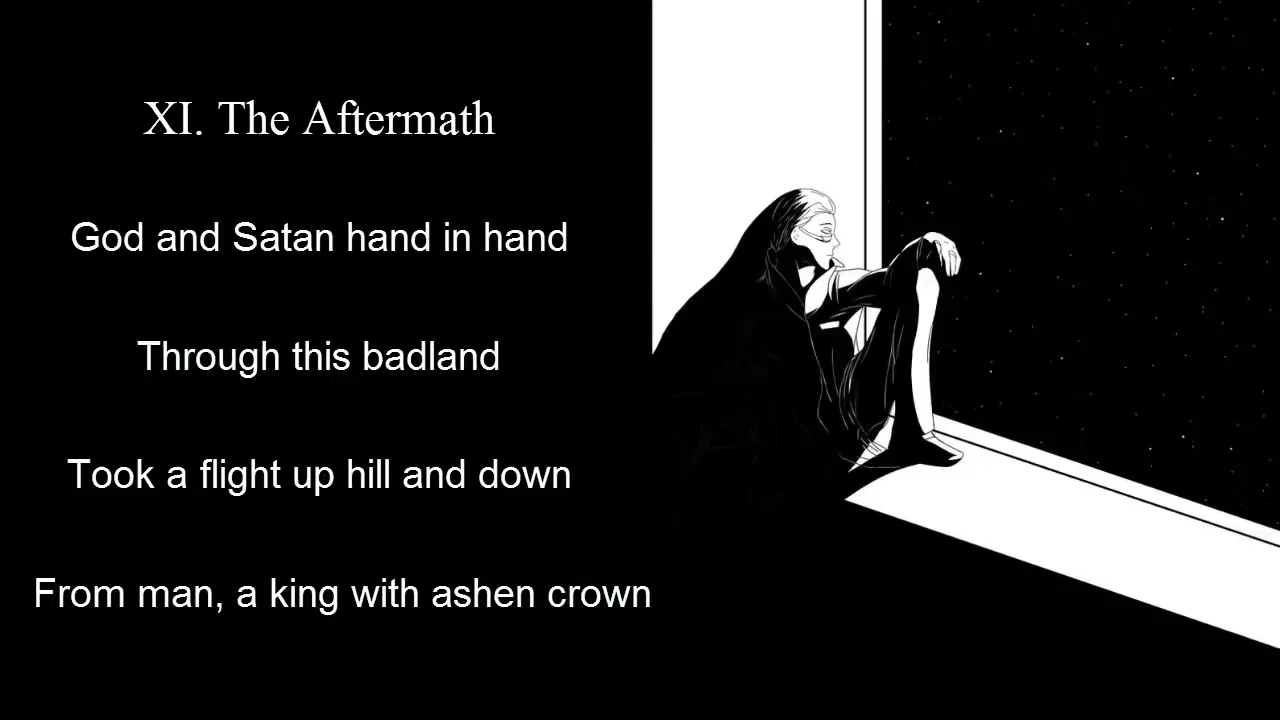 XI. The Aftermath
God and Satan hand in hand
Through this badland
Took a flight up hill and down
From man, a king with ashen crown